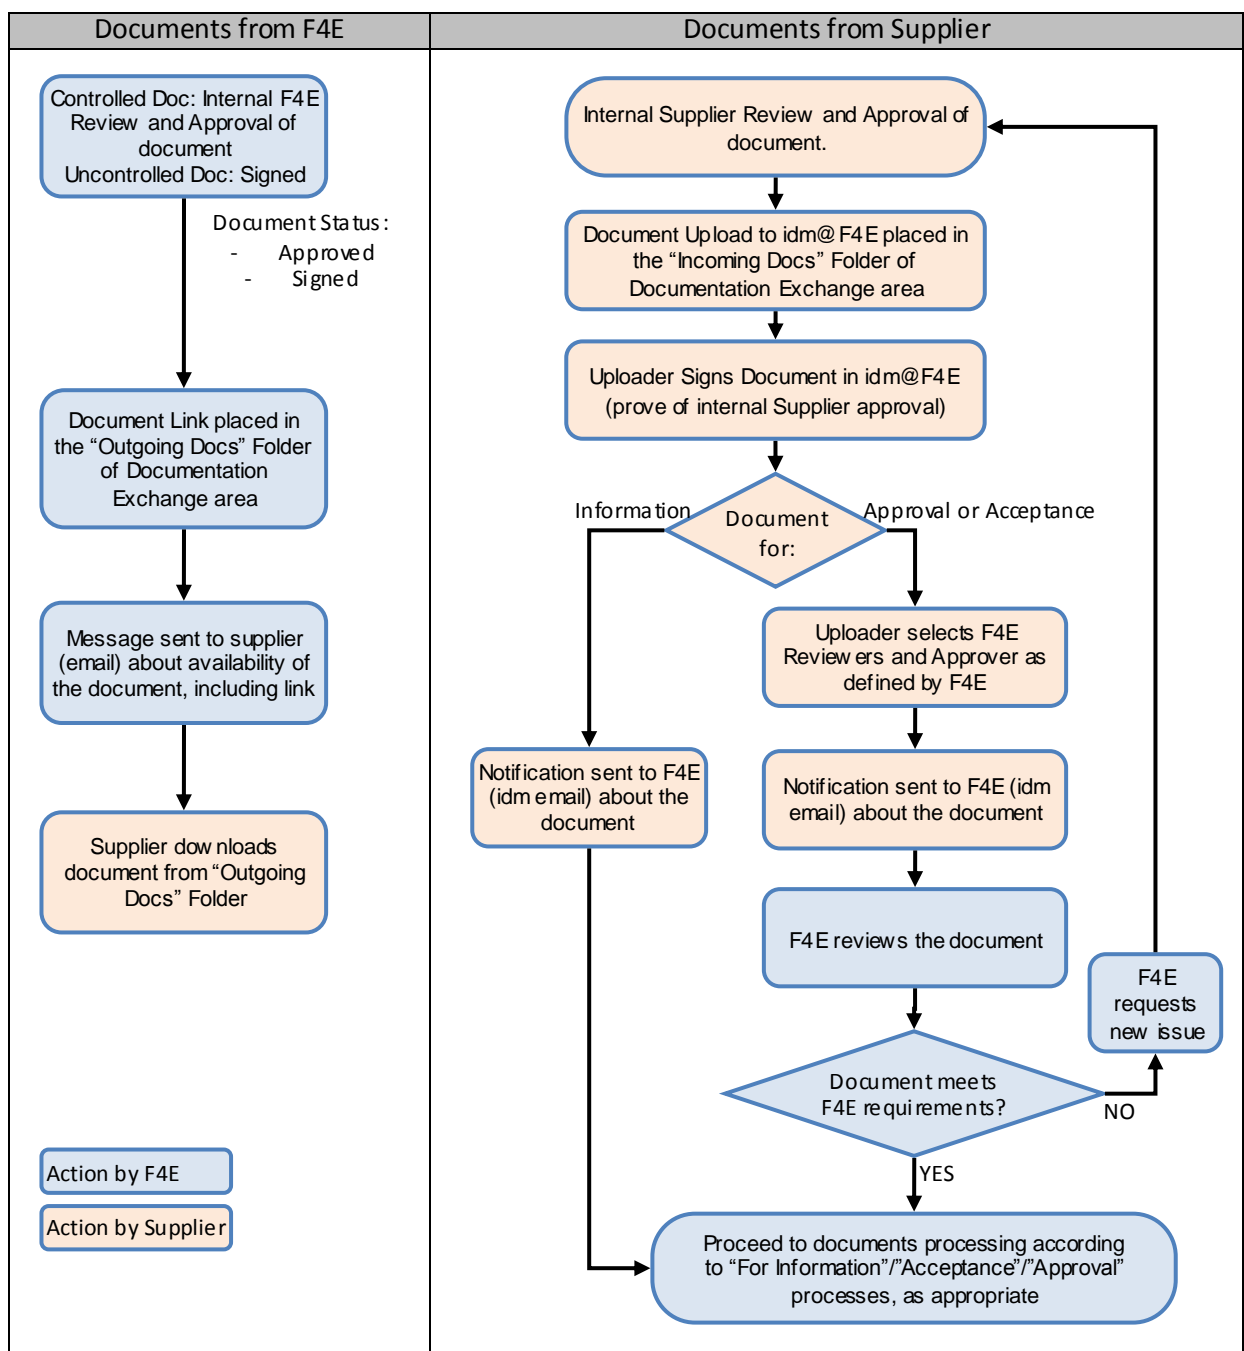 Documents from F4E
Controlled Doc: Internal F4E
Review and Approval of
document
Uncontrolled Doc: Signed
Document Status:
- Approved
- Signed
Document Link placed in
the “Outgoing Docs” Folder
of Documentation
Exchange area
Message sent to supplier
(email) about availability of
the document, including link
Supplier downloads
document from “Outgoing
Docs” Folder
Action by F4E
Action by Supplier
Documents from Supplier
Internal Supplier Review and Approval of
document.
Document Upload to idm@F4E placed in
the “Incoming Docs” Folder of
Documentation Exchange area
Uploader Signs Document in idm@F4E
(prove of internal Supplier approval)
Document
for:
Information
Approval or Acceptance
Notification sent to F4E
(idm email) about the
document
Uploader selects F4E
Reviewers and Approver as
defined by F4E
Notification sent to F4E (idm
email) about the document
F4E reviews the document
Document meets
F4E requirements?
NO
F4E
requests
new issue
YES
Proceed to documents processing according
to “For Information”/”Acceptance”/”Approval”
processes, as appropriate